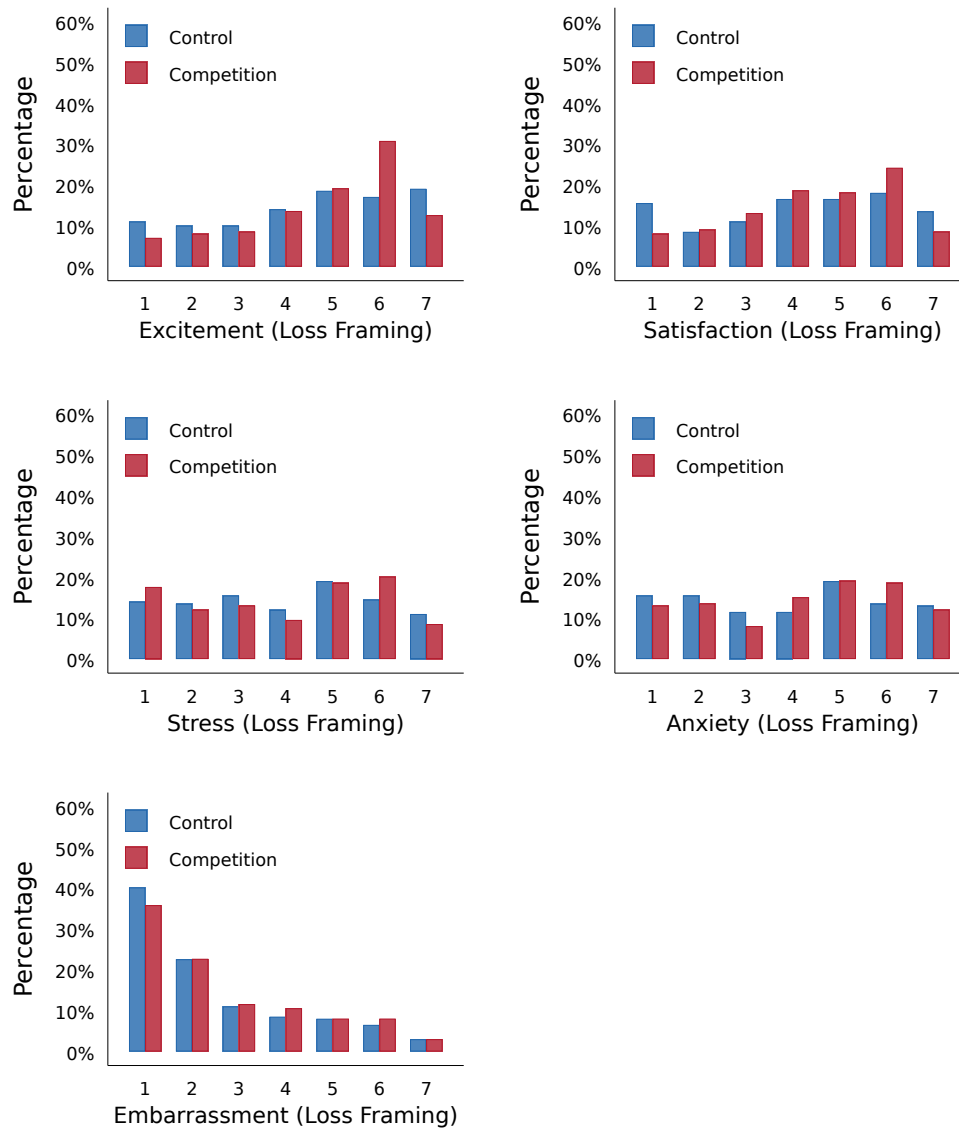 Percentage
60%
50%
40%
30%
20%
10%
0%
Control
Competition
1 2 3 4 5 6 7
Excitement (Loss Framing)
Percentage
60%
50%
40%
30%
20%
10%
0%
Control
Competition
1 2 3 4 5 6 7
Satisfaction (Loss Framing)
Percentage
60%
50%
40%
30%
20%
10%
0%
Control
Competition
1 2 3 4 5 6 7
Stress (Loss Framing)
Percentage
60%
50%
40%
30%
20%
10%
0%
Control
Competition
1 2 3 4 5 6 7
Anxiety (Loss Framing)
Percentage
60%
50%
40%
30%
20%
10%
0%
Control
Competition
1 2 3 4 5 6 7
Embarrassment (Loss Framing)